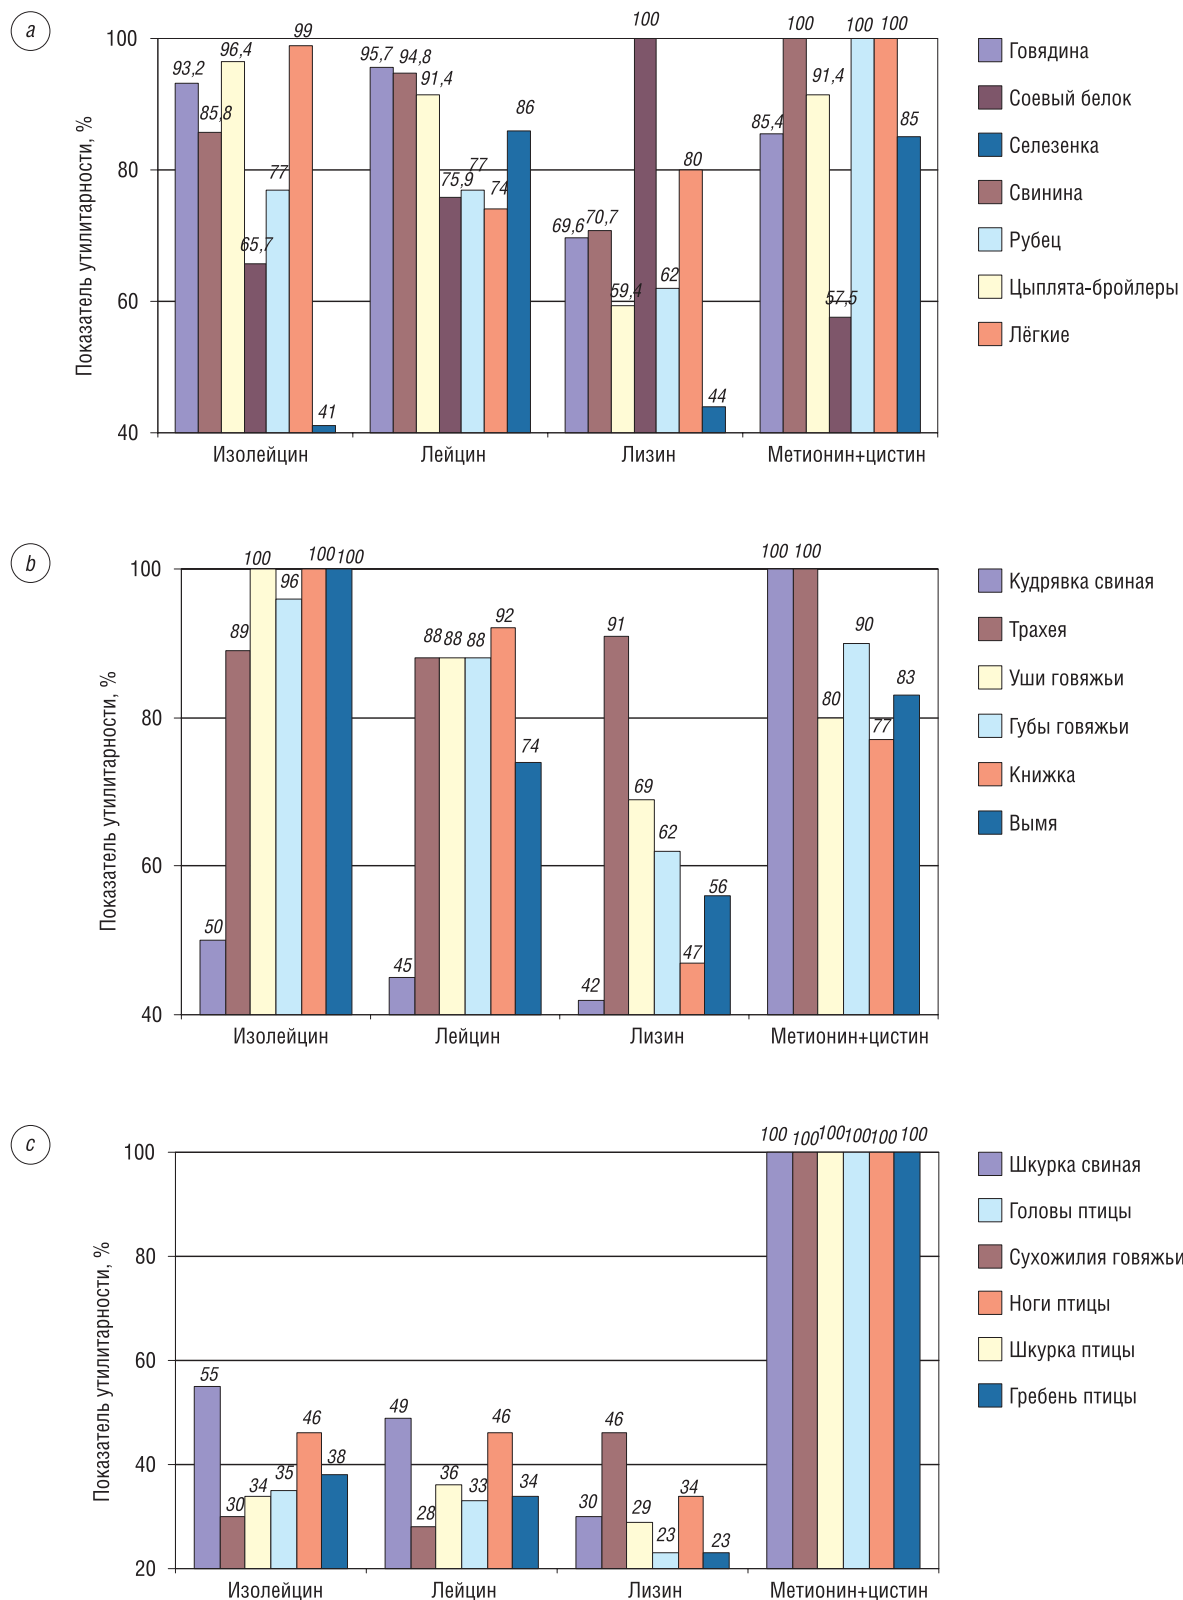 a
Показатель утилитарности, %
100
80
60
40
93,2
85,8
96,4
65,7
77
99
41
95,7
94,8
91,4
75,9
77
74
86
69,6
70,7
59,4
100
62
80
44
85,4
100
91,4
57,5
100
100
85
Изолейцин
Лейцин
Лизин
Метионин+цистин
Говядина
Соевый белок
Селезенка
Свинина
Рубец
Цыплята-бройлеры
Лёгкие
b
Показатель утилитарности, %
100
80
60
40
50
89
100
96
100
100
45
88
88
88
92
74
42
91
69
62
47
56
100
100
80
90
77
83
Изолейцин
Лейцин
Лизин
Метионин+цистин
Кудрявка свиная
Трахея
Уши говяжьи
Губы говяжьи
Книжка
Вымя
c
Показатель утилитарности, %
100
80
60
40
20
55
30
34
35
46
38
49
28
36
33
46
34
30
46
29
23
34
23
100
100
100
100
100
100
Изолейцин
Лейцин
Лизин
Метионин+цистин
Шкурка свиная
Головы птицы
Сухожилия говяжьи
Ноги птицы
Шкурка птицы
Гребень птицы